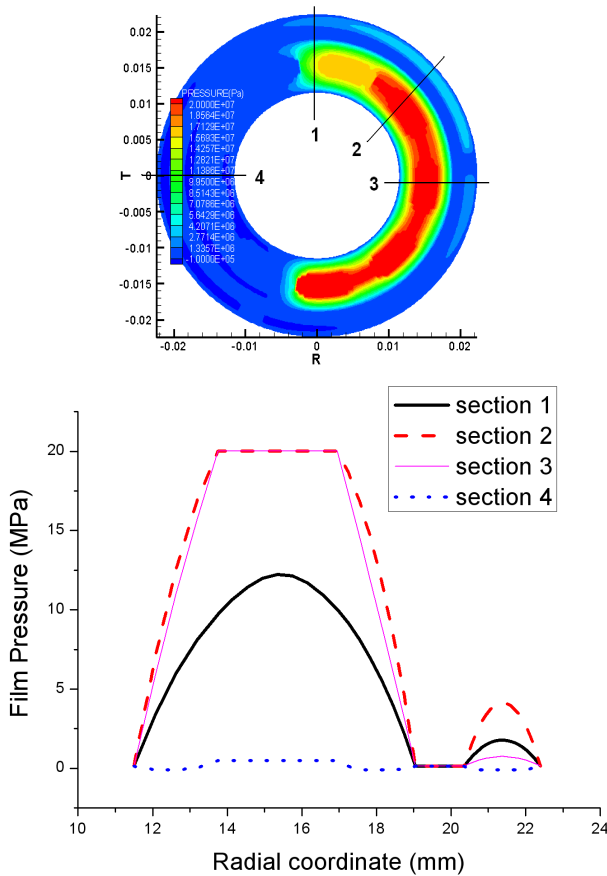 0.02
0.015
0.01
0.005
0
-0.005
-0.01
-0.015
-0.02
T
PRESSURE(Pa)
2.0000E+07
1.8564E+07
1.7129E+07
1.5693E+07
1.4257E+07
1.2821E+07
1.1386E+07
9.9500E+06
8.5143E+06
7.0786E+06
5.6429E+06
4.2071E+06
2.7714E+06
1.3357E+06
-1.0000E+05
1
2
3
4
-0.02 -0.01 0 0.01 0.02
R
section 1
section 2
section 3
section 4
20
15
10
5
0
Film Pressure (MPa)
10 12 14 16 18 20 22 24
Radial coordinate (mm)